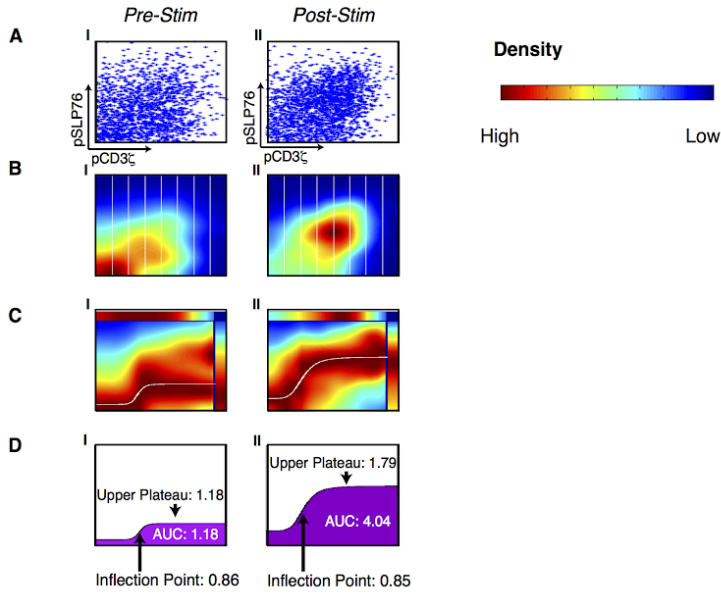 Pre-Stim
Post-Stim
A
I
II
pSLP76
pCD3ζ
pSLP76
pCD3ζ
Density
High
Low
B
I
II
C
I
II
D
I
II
Upper Plateau: 1.18
AUC: 1.18
Inflection Point: 0.86
Upper Plateau: 1.79
AUC: 4.04
Inflection Point: 0.85